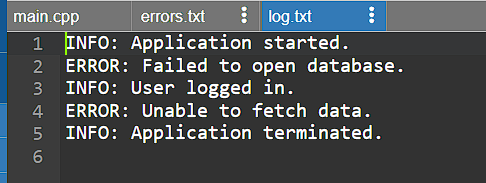 main.cpp errors.txt log.txt
1 INFO: Application started.
2 ERROR: Failed to open database.
3 INFO: User logged in.
4 ERROR: Unable to fetch data.
5 INFO: Application terminated.
6